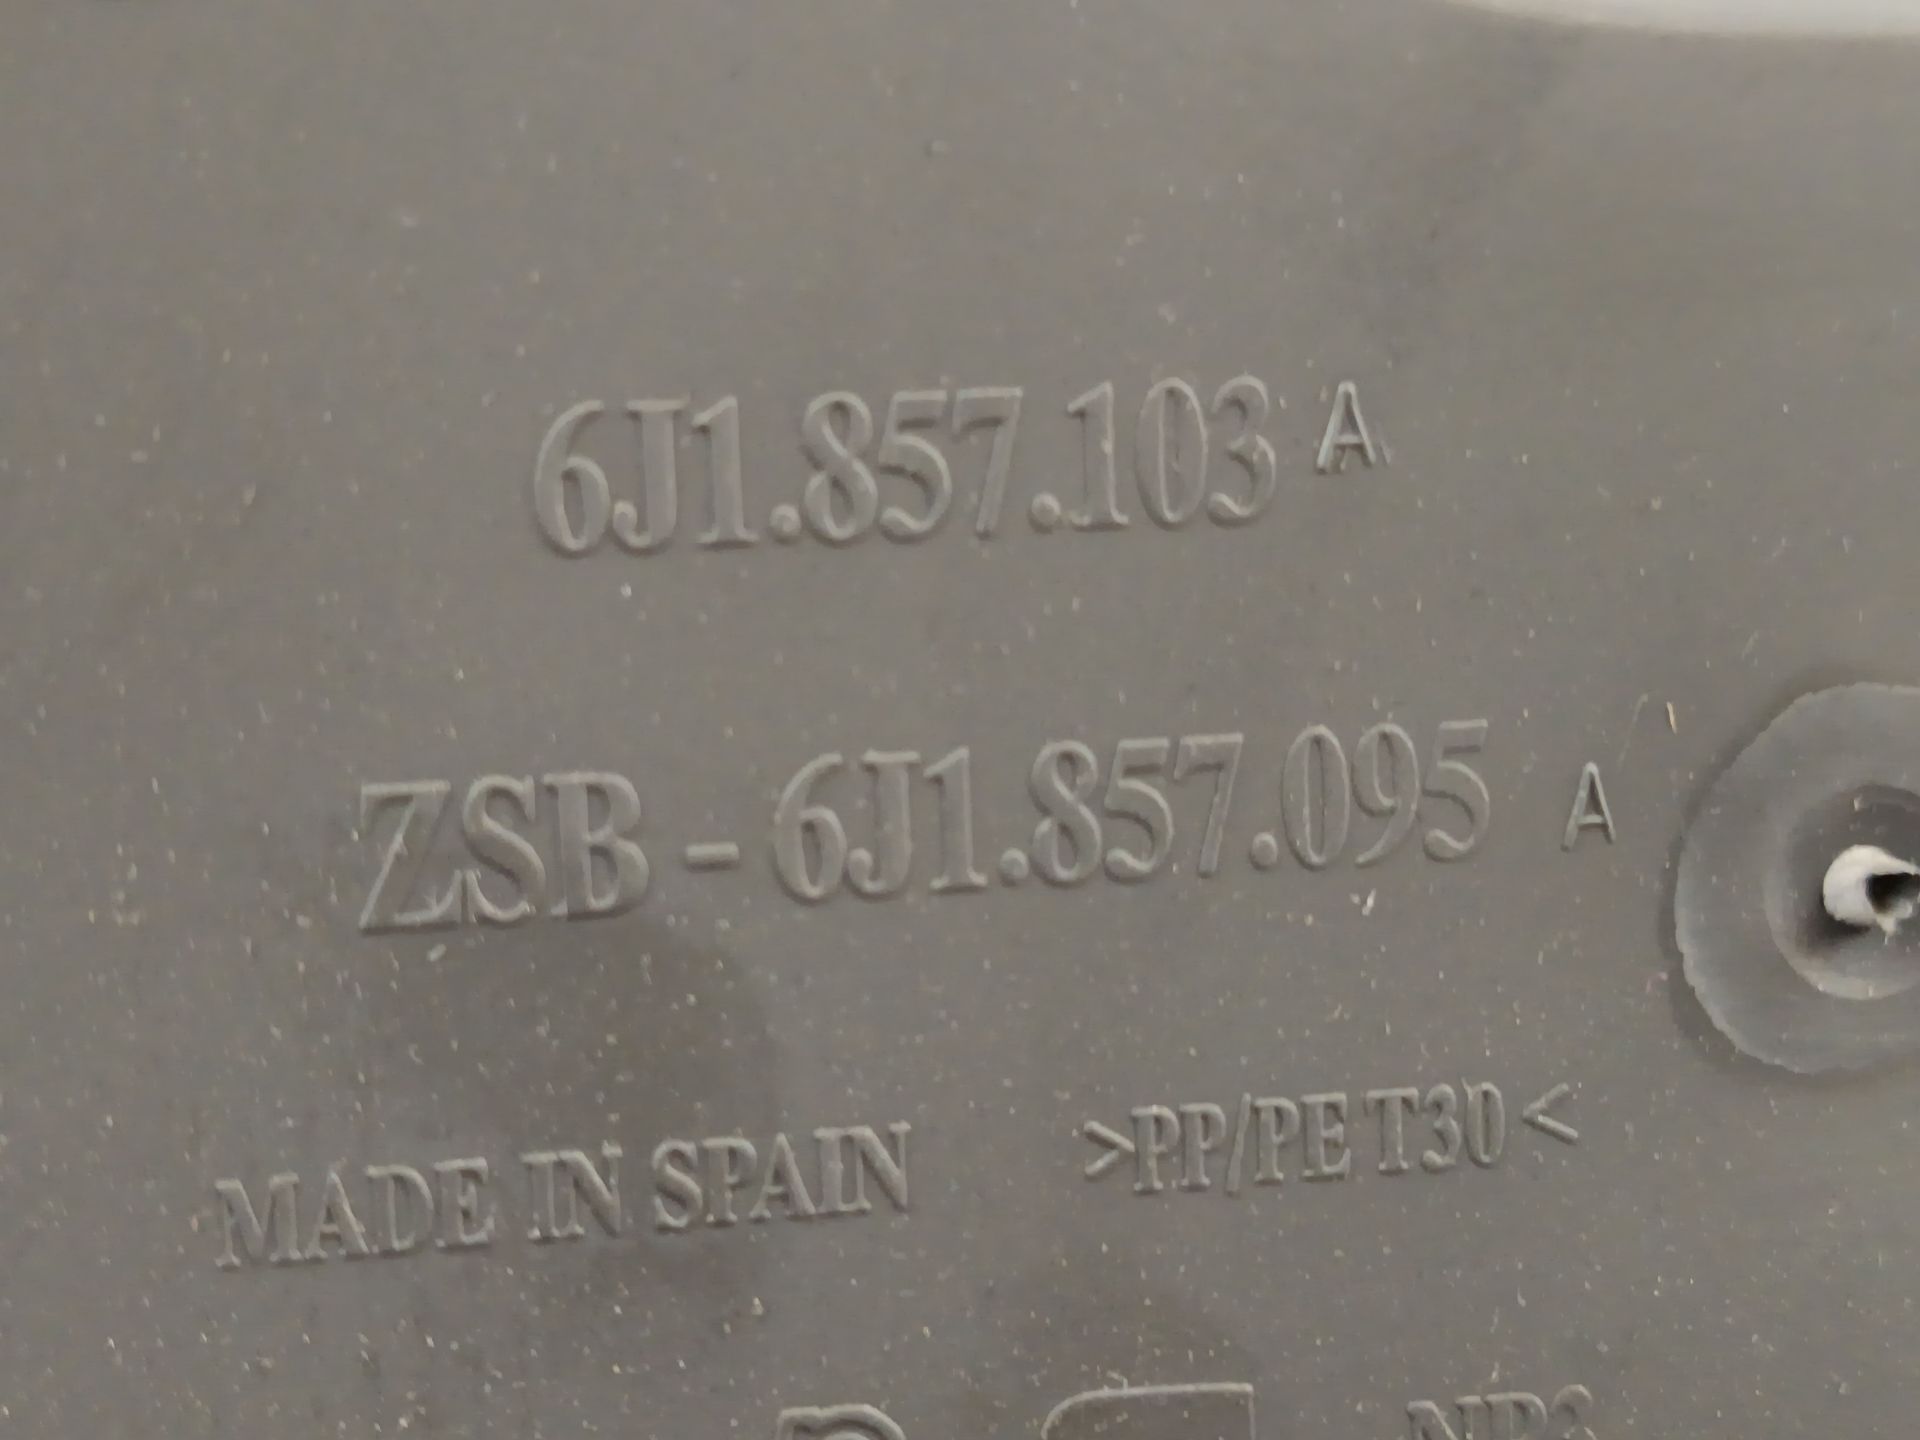 6J1.857.103 A
ZSB - 6J1.857.095 A
MADE IN SPAIN >PP/PE T30<